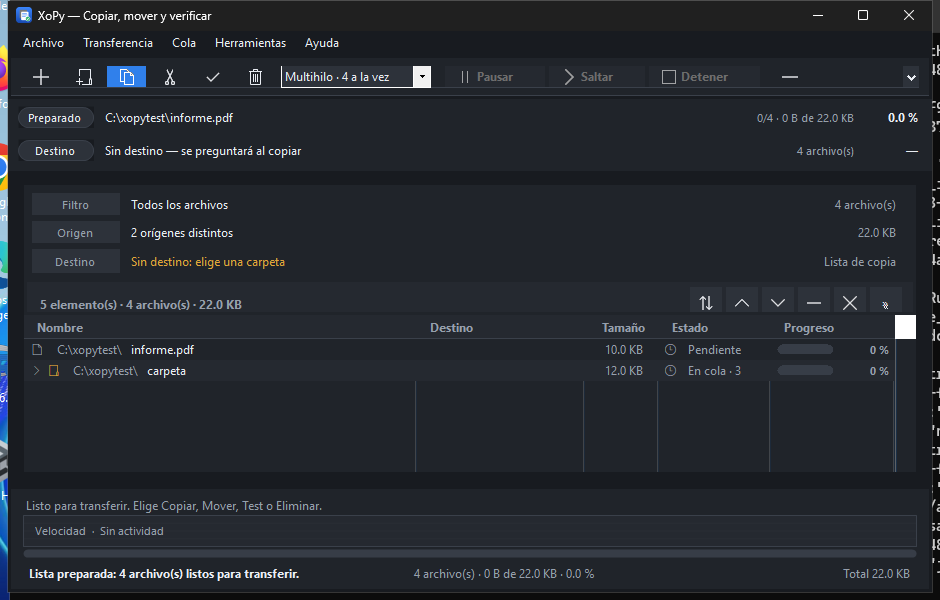 XoPy — Copiar, mover y verificar
Archivo Transferencia Cola Herramientas Ayuda
Multihilo · 4 a la vez Pausar Saltar Detener
Preparado C:\xopytest\informe.pdf 0/4 · 0 B de 22.0 KB 0.0 %
Destino Sin destino — se preguntará al copiar 4 archivo(s) —
Filtro Todos los archivos 4 archivo(s)
Origen 2 orígenes distintos 22.0 KB
Destino Sin destino: elige una carpeta Lista de copia
5 elemento(s) · 4 archivo(s) · 22.0 KB
Nombre Destino Tamaño Estado Progreso
C:\xopytest\ informe.pdf 10.0 KB Pendiente 0 %
C:\xopytest\ carpeta 12.0 KB En cola · 3 0 %
Listo para transferir. Elige Copiar, Mover, Test o Eliminar.
Velocidad · Sin actividad
Lista preparada: 4 archivo(s) listos para transferir. 4 archivo(s) · 0 B de 22.0 KB · 0.0 % Total 22.0 KB